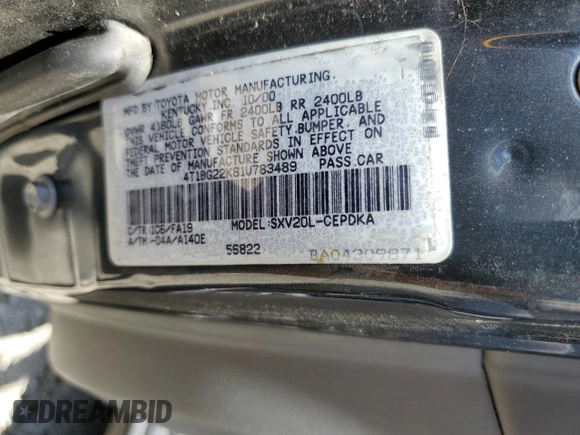 MFD BY TOYOTA MOTOR MANUFACTURING.
KENTUCKY.INC. 10/00
GVWR 4180LB GAWR FR 2400LB RR 2400LB
THIS VEHICLE CONFORMS TO ALL APPLICABLE
FEDERAL MOTOR VEHICLE SAFETY.BUMPER. AND
THEFT PREVENTION STANDARDS IN EFFECT ON
THE DATE OF MANUFACTURE SHOWN ABOVE
4T1BG22K81U783489 PASS.CAR
C/TR:1C6/FA19 MODEL:SXV20L-CEPDKA
A/TM:-04A/A140E 56822
BA04209971
DREAMBID